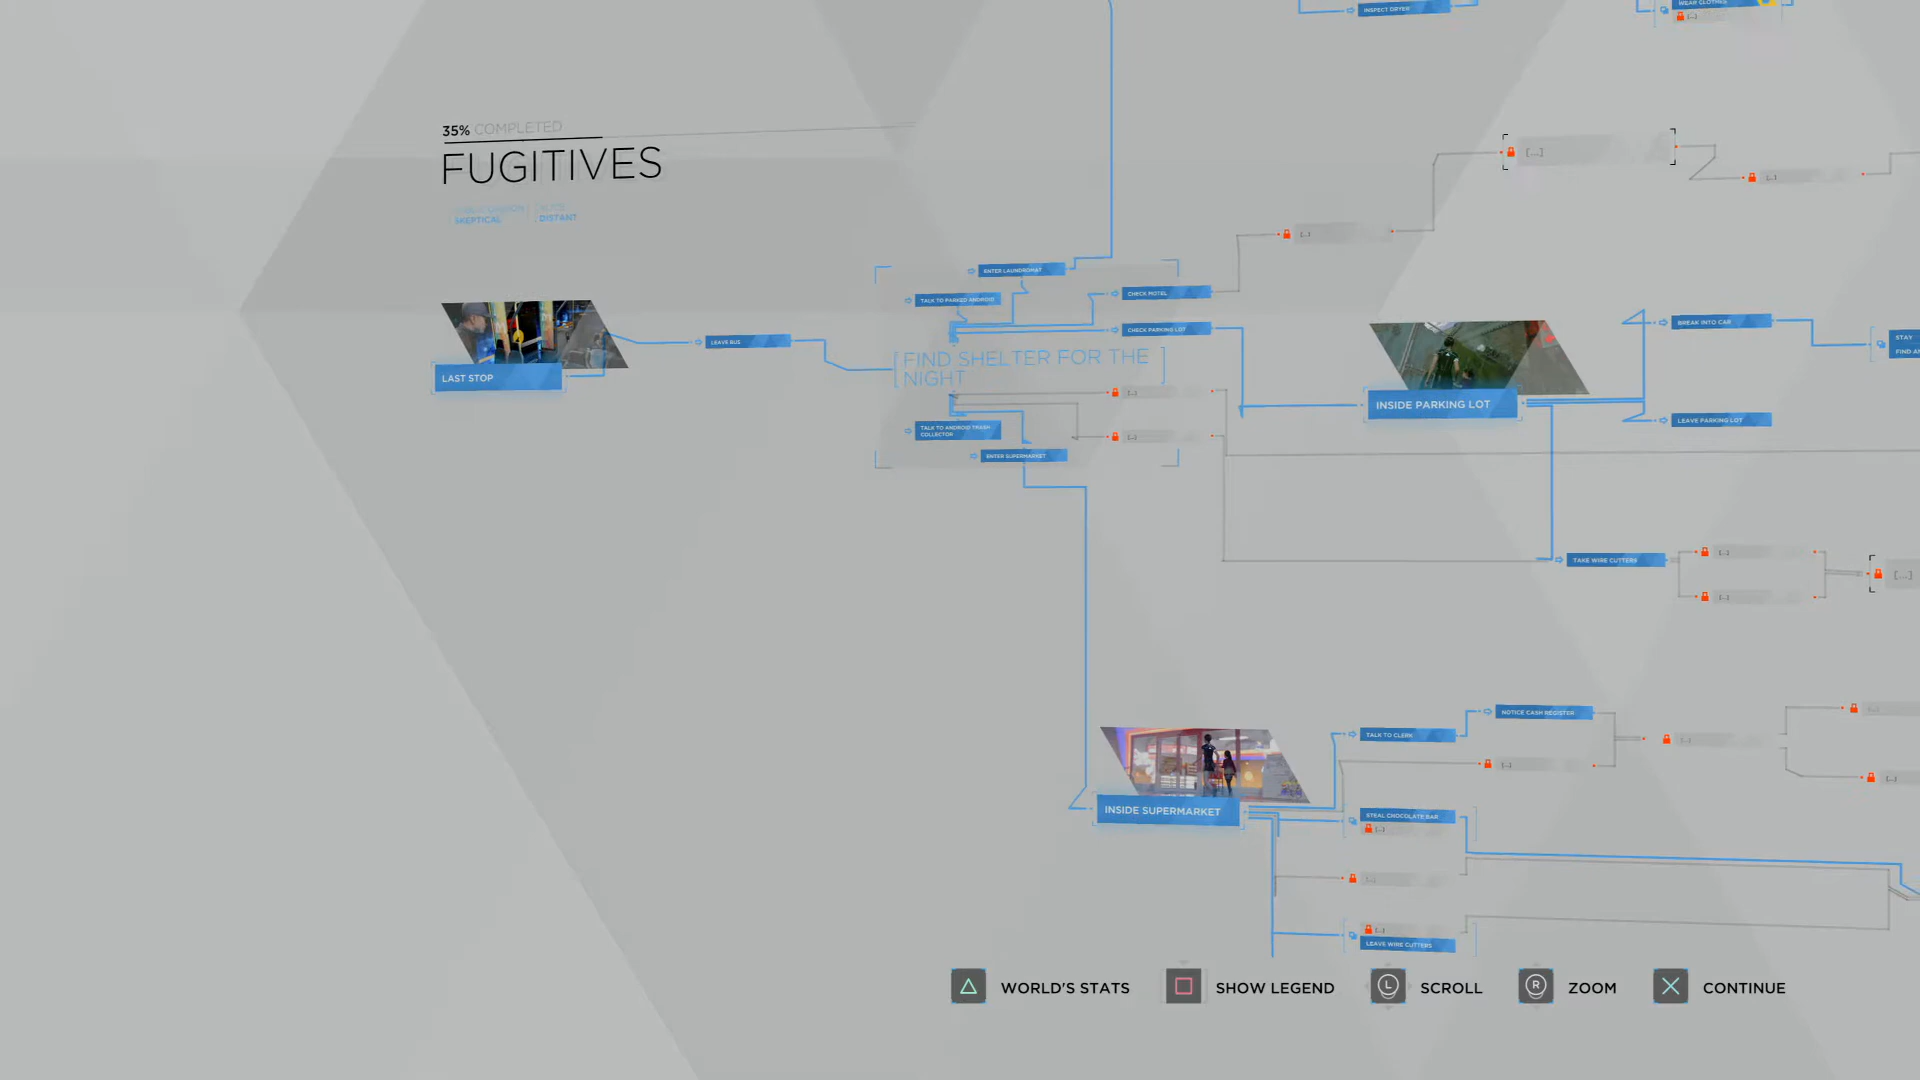 INSPECT DRYER
WEAR CLOTHES
[...]
35% COMPLETED
FUGITIVES
SKEPTICAL
DISTANT
[...]
[...]
[...]
ENTER LAUNDROMAT
TALK TO PARKED ANDROID
CHECK MOTEL
CHECK PARKING LOT
LEAVE BUS
LAST STOP
[ FIND SHELTER FOR THE
NIGHT ]
[...]
[...]
TALK TO ANDROID TRASH
COLLECTOR
ENTER SUPERMARKET
INSIDE PARKING LOT
BREAK INTO CAR
STAY
LEAVE PARKING LOT
TAKE WIRE CUTTERS
[...]
[...]
[...]
NOTICE CASH REGISTER
TALK TO CLERK
[...]
[...]
[...]
[...]
INSIDE SUPERMARKET
STEAL CHOCOLATE BAR
[...]
[...]
[...]
LEAVE WIRE CUTTERS
WORLD'S STATS
SHOW LEGEND
L
SCROLL
R
ZOOM
CONTINUE